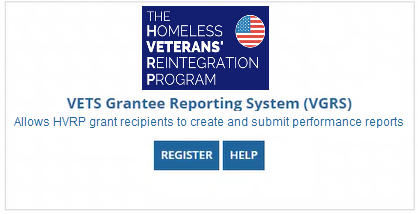 THE
HOMELESS
VETERANS'
REINTEGRATION
PROGRAM
VETS Grantee Reporting System (VGRS)
Allows HVRP grant recipients to create and submit performance reports
REGISTER HELP